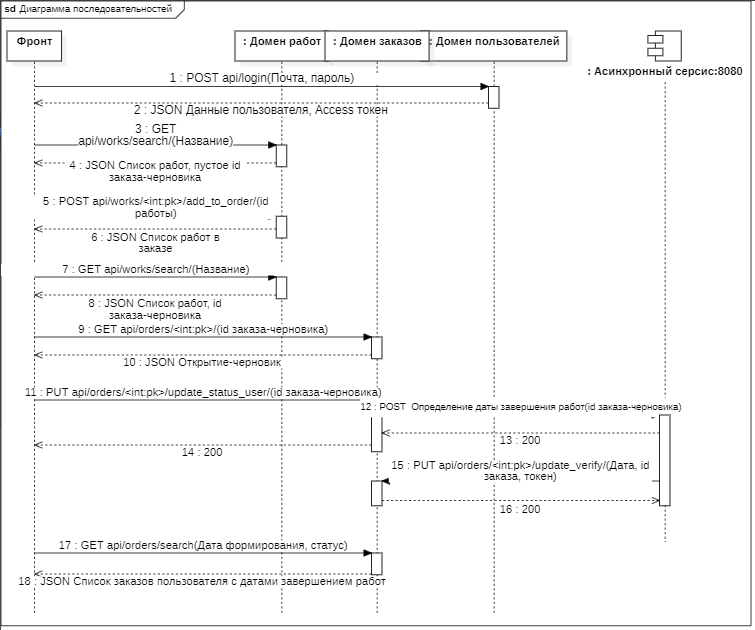 sd Диаграмма последовательностей
Фронт
: Домен работ
: Домен заказов
: Домен пользователей
: Асинхронный серсис:8080
1 : POST api/login(Почта, пароль)
2 : JSON Данные пользователя, Access токен
3 : GET
api/works/search/(Название)
4 : JSON Список работ, пустое id
заказа-черновика
5 : POST api/works/<int:pk>/add_to_order/(id
работы)
6 : JSON Список работ в
заказе
7 : GET api/works/search/(Название)
8 : JSON Список работ, id
заказа-черновика
9 : GET api/orders/<int:pk>/(id заказа-черновика)
10 : JSON Открытие-черновик
11 : PUT api/orders/<int:pk>/update_status_user/(id заказа-черновика)
12 : POST Определение даты завершения работ(id заказа-черновика)
13 : 200
14 : 200
15 : PUT api/orders/<int:pk>/update_verify/(Дата, id
заказа, токен)
16 : 200
17 : GET api/orders/search(Дата формирования, статус)
18 : JSON Список заказов пользователя с датами завершением работ